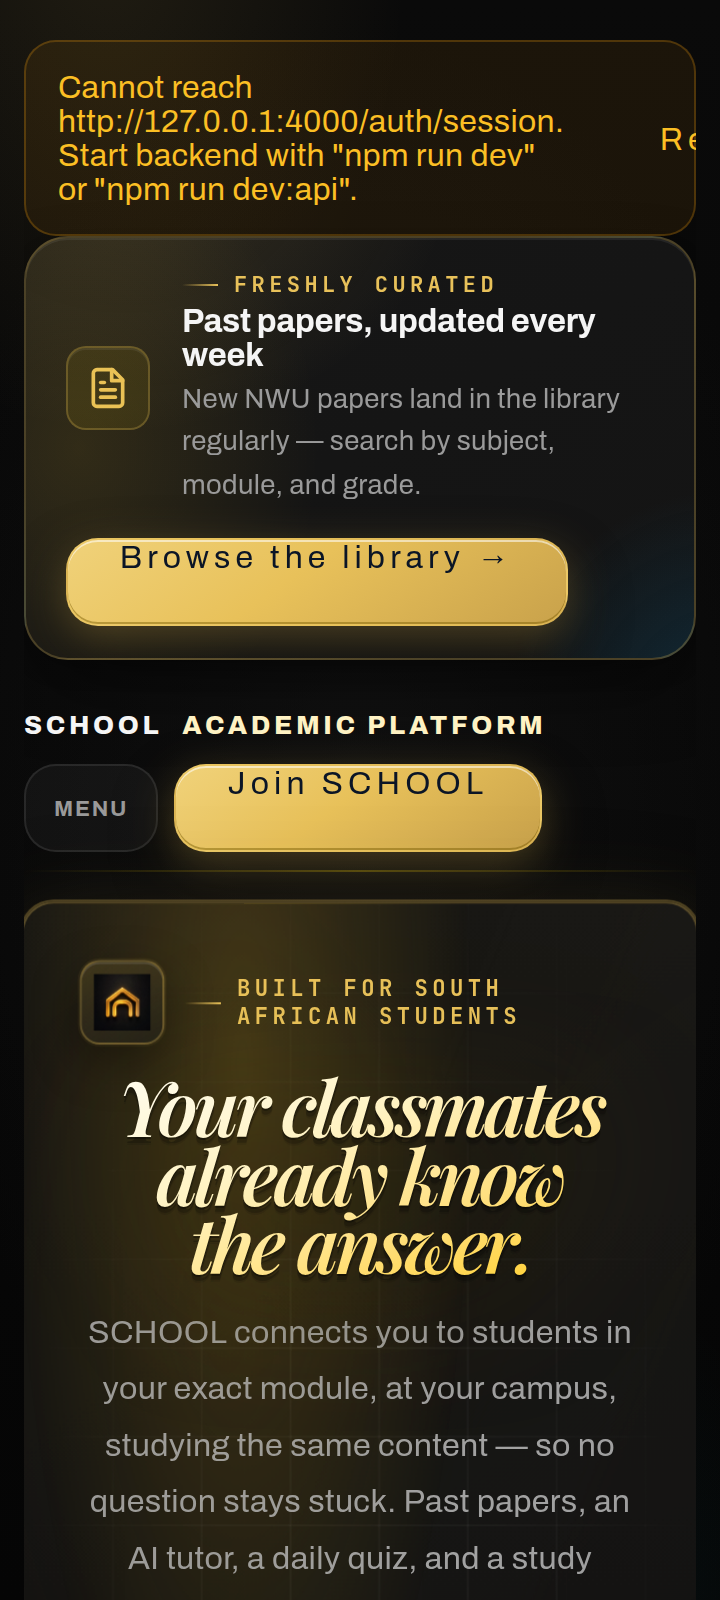 Cannot reach
http://127.0.0.1:4000/auth/session.
Start backend with "npm run dev"
or "npm run dev:api".
FRESHLY CURATED
Past papers, updated every
week
New NWU papers land in the library
regularly — search by subject,
module, and grade.
Browse the library →
SCHOOL ACADEMIC PLATFORM
MENU
Join SCHOOL
BUILT FOR SOUTH
AFRICAN STUDENTS
Your classmates
already know
the answer.
SCHOOL connects you to students in
your exact module, at your campus,
studying the same content — so no
question stays stuck. Past papers, an
AI tutor, a daily quiz, and a study